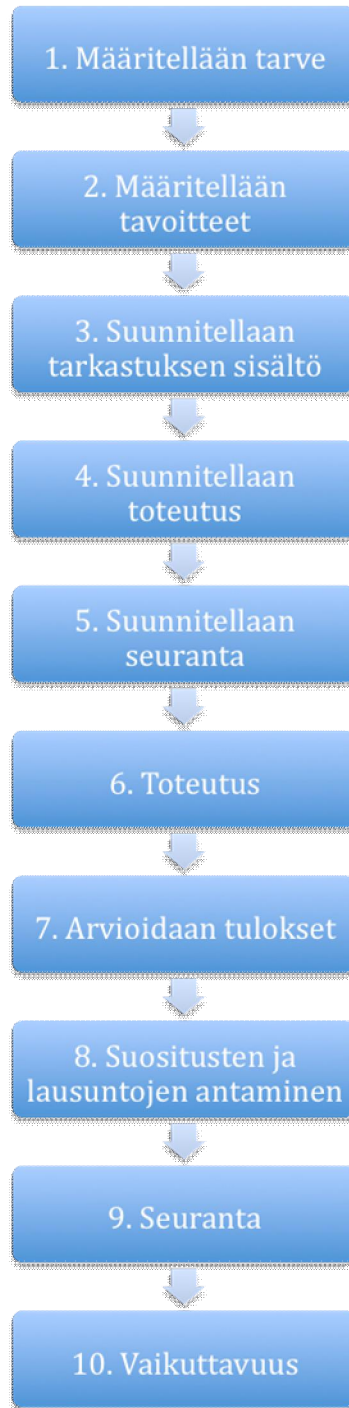 1. Määritellään tarve
2. Määritellään
tavoitteet
3. Suunnitellaan
tarkastuksen sisältö
4. Suunnitellaan
toteutus
5. Suunnitellaan
seuranta
6. Toteutus
7. Arvioidaan tulokset
8. Suositusten ja
lausuntojen antaminen
9. Seuranta
10. Vaikuttavuus